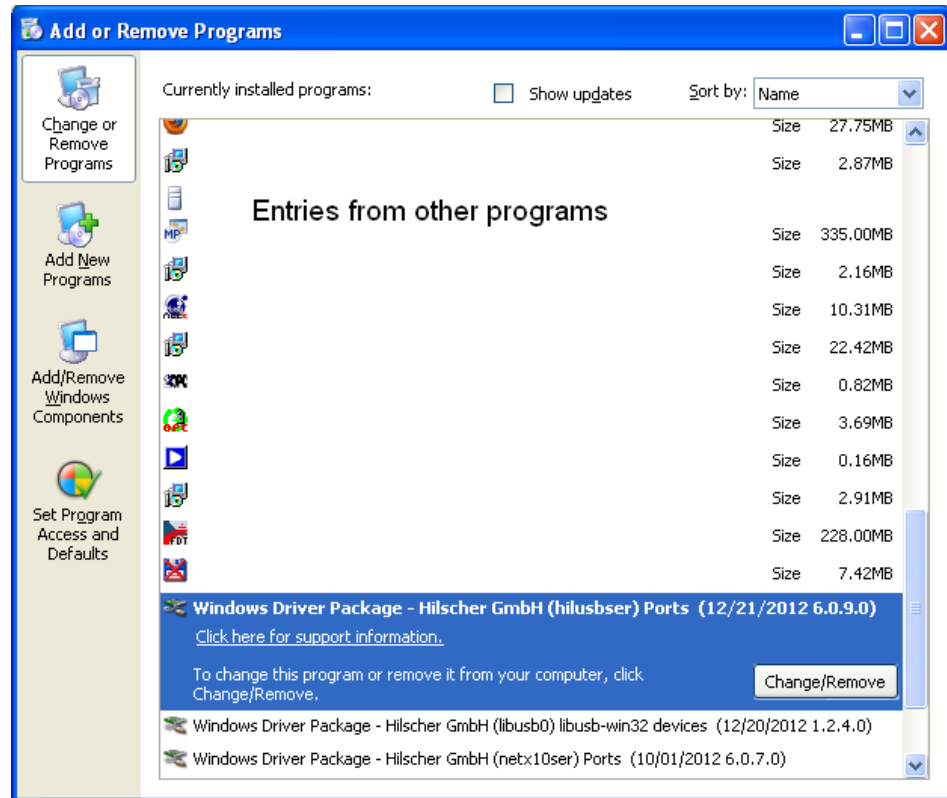 Add or Remove Programs
Change or
Remove
Programs
Add New
Programs
Add/Remove
Windows
Components
Set Program
Access and
Defaults
Currently installed programs:
Show updates
Sort by: Name
Size 27.75MB
Size 2.87MB
Entries from other programs
MP
Size 335.00MB
Size 2.16MB
Size 10.31MB
Size 22.42MB
Size 0.82MB
OPC
Size 3.69MB
Size 0.16MB
Size 2.91MB
FDT
Size 228.00MB
Size 7.42MB
Windows Driver Package - Hilscher GmbH (hilusbser) Ports (12/21/2012 6.0.9.0)
Click here for support information.
To change this program or remove it from your computer, click
Change/Remove.
Change/Remove
Windows Driver Package - Hilscher GmbH (libusb0) libusb-win32 devices (12/20/2012 1.2.4.0)
Windows Driver Package - Hilscher GmbH (netx10ser) Ports (10/01/2012 6.0.7.0)